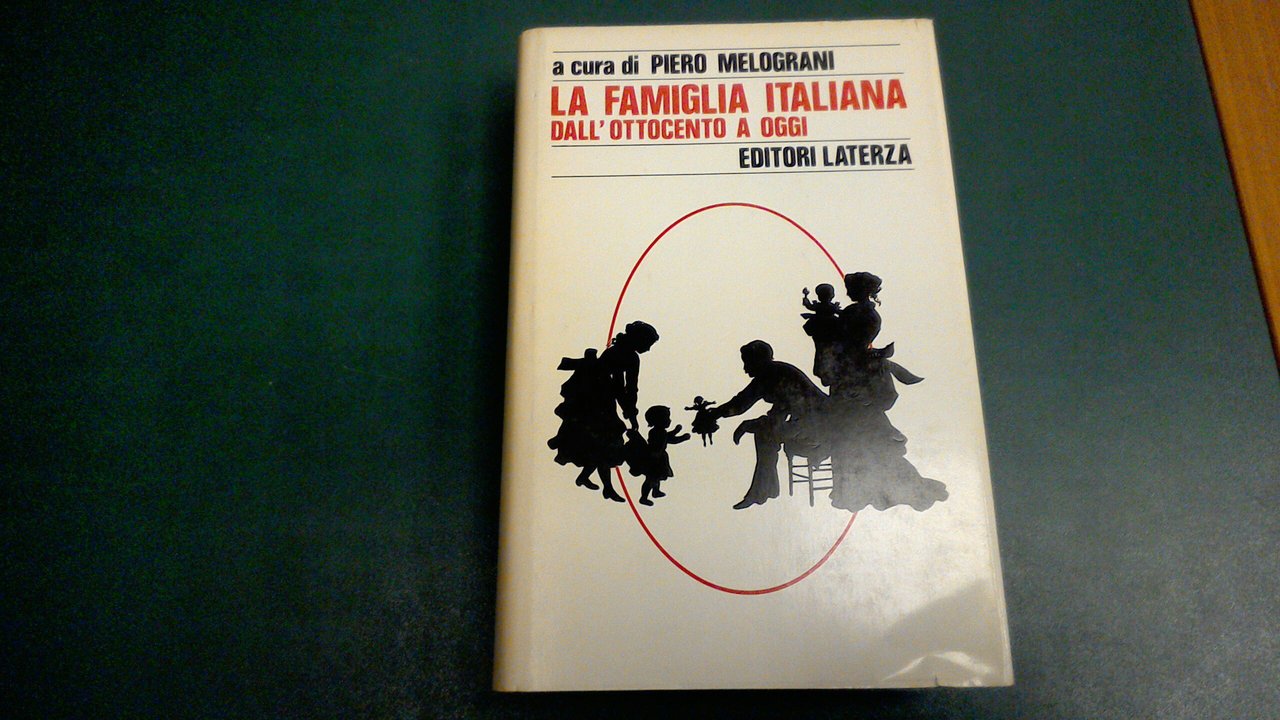 a cura di PIERO MELOGRANI
LA FAMIGLIA ITALIANA
DALL'OTTOCENTO A OGGI
EDITORI LATERZA